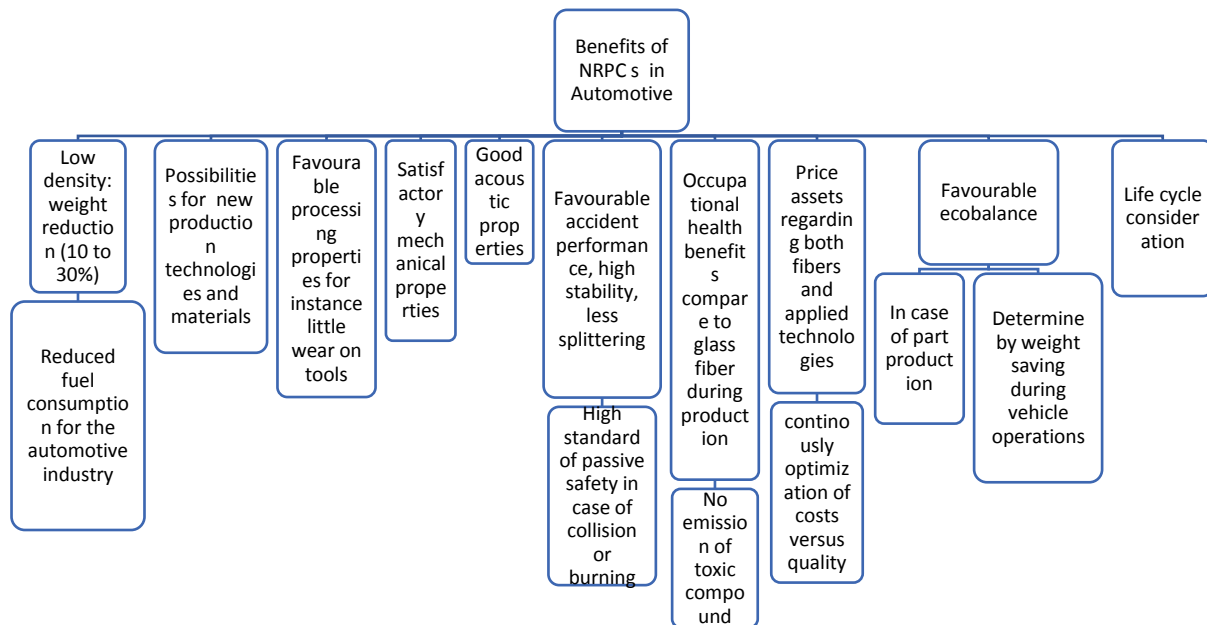 Benefits of
NRPC s in
Automotive
Low
density:
weight
reductio
n (10 to
30%)
Reduced
fuel
consumptio
n for the
automotive
industry
Possibilitie
s for new
productio
n
technologi
es and
materials
Favoura
ble
processi
ng
properti
es for
instance
little
wear on
tools
Satisf
actor
y
mech
anical
prope
rties
Good
acous
tic
prop
erties
Favourable
accident
performa
nce, high
stability,
less
splittering
High
standard
of passive
safety in
case of
collision
or
burning
Occupa
tional
health
benefit
s
compar
e to
glass
fiber
during
product
ion
No
emissio
n of
toxic
compo
und
Price
assets
regardin
g both
fibers
and
applied
technolo
gies
continou
sly
optimiz
ation of
costs
versus
quality
Favourable
ecobalance
In case
of part
product
ion
Determine
by weight
saving
during
vehicle
operations
Life cycle
consider
ation